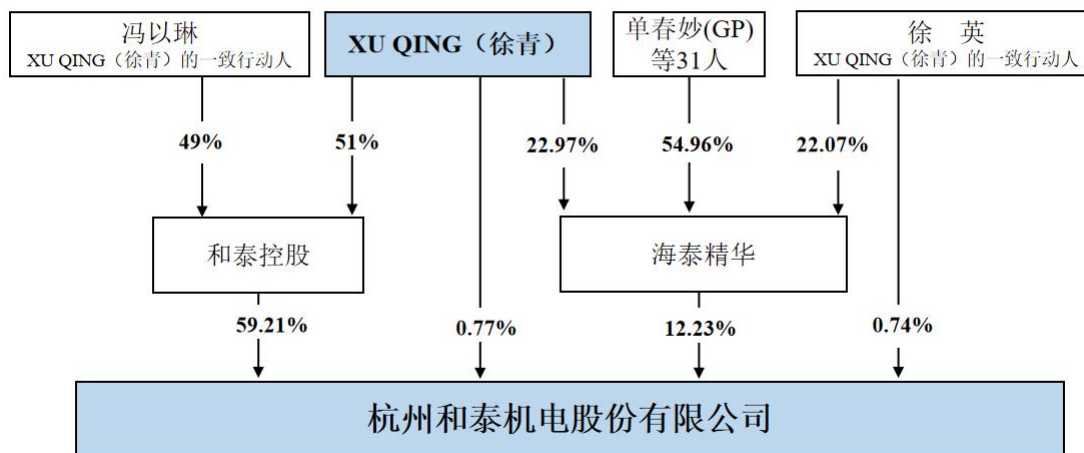 冯以琳
XU QING（徐青）的一致行动人
XU QING（徐青）
单春妙(GP)
等31人
徐　英
XU QING（徐青）的一致行动人
49%
51%
22.97%
54.96%
22.07%
和泰控股
海泰精华
59.21%
0.77%
12.23%
0.74%
杭州和泰机电股份有限公司